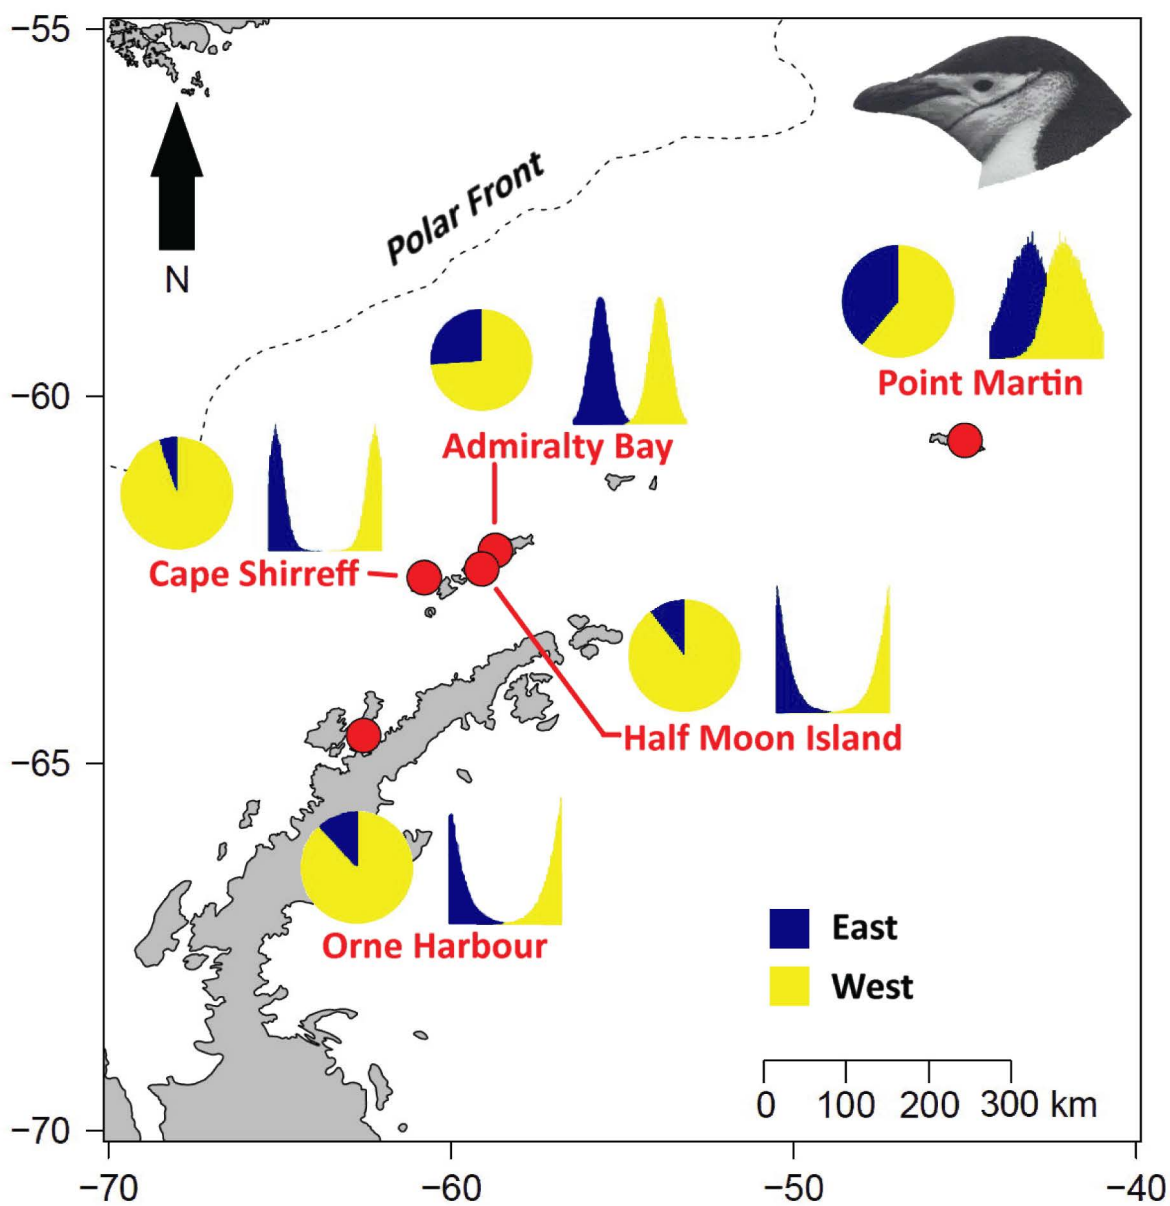 −55
Polar Front
N
Point Martin
−60
Admiralty Bay
Cape Shirreff
Half Moon Island
−65
Orne Harbour
East
West
0 100 200 300 km
−70
−70 −60 −50 −40